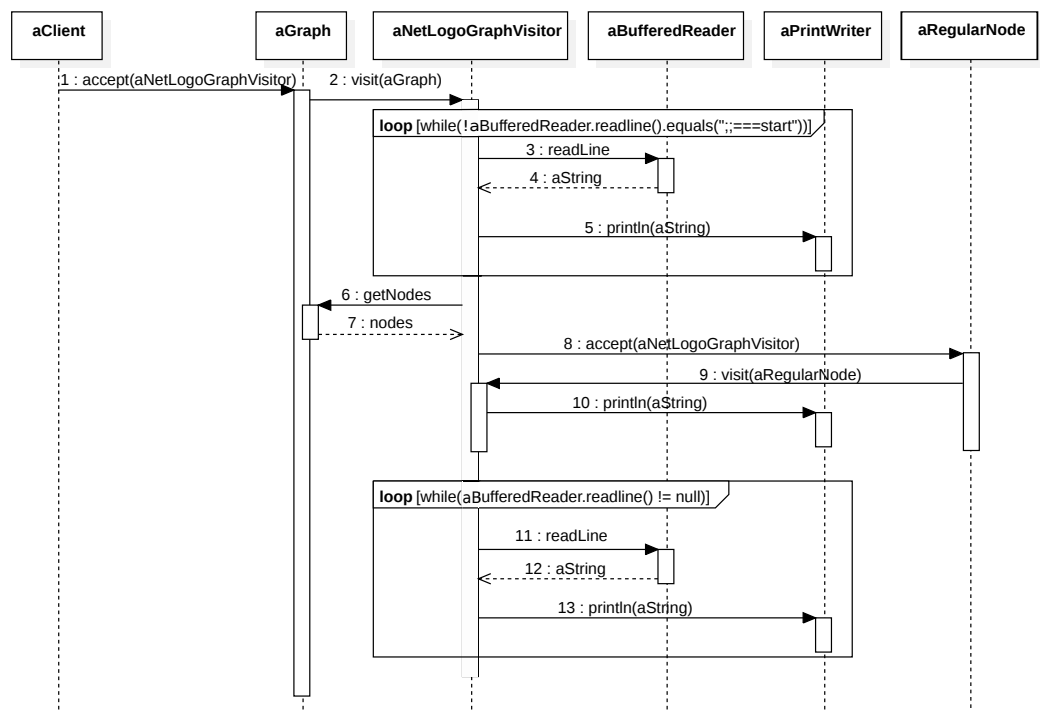 aClient
aGraph
aNetLogoGraphVisitor
aBufferedReader
aPrintWriter
aRegularNode
1 : accept(aNetLogoGraphVisitor)
2 : visit(aGraph)
loop [while(!aBufferedReader.readline().equals(";;===start"))]
3 : readLine
4 : aString
5 : println(aString)
6 : getNodes
7 : nodes
8 : accept(aNetLogoGraphVisitor)
9 : visit(aRegularNode)
10 : println(aString)
loop [while(aBufferedReader.readline() != null)]
11 : readLine
12 : aString
13 : println(aString)